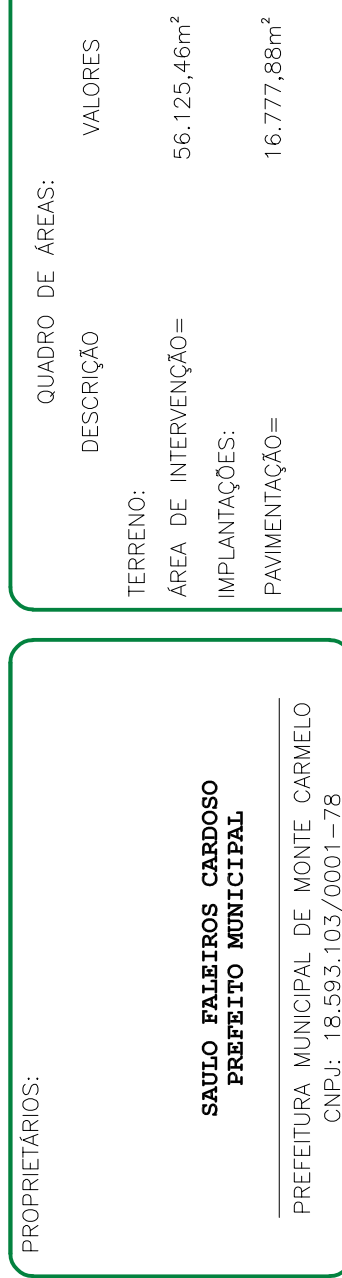 PROPRIETÁRIOS:
SAULO FALEIROS CARDOSO
PREFEITO MUNICIPAL
PREFEITURA MUNICIPAL DE MONTE CARMELO
CNPJ: 18.593.103/0001-78
QUADRO DE ÁREAS:
DESCRIÇÃO VALORES
TERRENO:
ÁREA DE INTERVENÇÃO= 56.125,46m²
IMPLANTAÇÕES:
PAVIMENTAÇÃO= 16.777,88m²